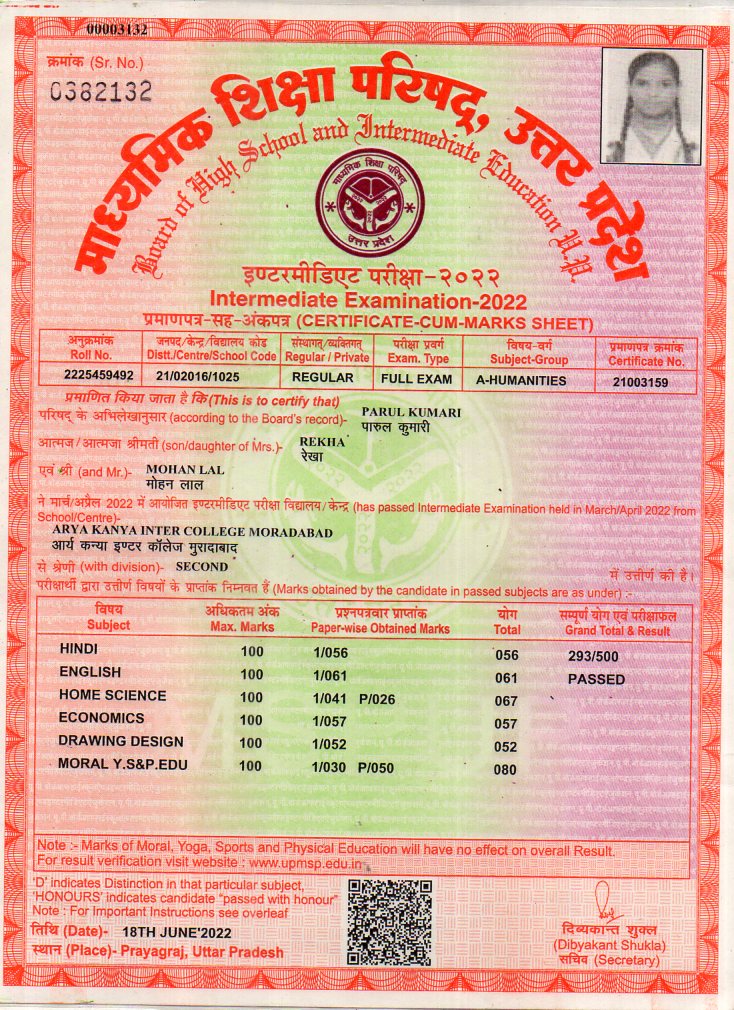 00003132
क्रमांक (Sr. No.)
0382132
माध्यमिक शिक्षा परिषद्, उत्तर प्रदेश
Board of High School and Intermediate Education U.P.
माध्यमिक शिक्षा परिषद्
उत्तर प्रदेश
इण्टरमीडिएट परीक्षा-२०२२
Intermediate Examination-2022
प्रमाणपत्र-सह-अंकपत्र (CERTIFICATE-CUM-MARKS SHEET)
अनुक्रमांक जनपद/केन्द्र/विद्यालय कोड संस्थागत/व्यक्तिगत परीक्षा प्रवर्ग विषय-वर्ग प्रमाणपत्र क्रमांक
Roll No. Distt./Centre/School Code Regular / Private Exam. Type Subject-Group Certificate No.
2225459492 21/02016/1025 REGULAR FULL EXAM A-HUMANITIES 21003159
प्रमाणित किया जाता है कि (This is to certify that)
परिषद् के अभिलेखानुसार (according to the Board's record)- PARUL KUMARI
पारुल कुमारी
आत्मज/आत्मजा श्रीमती (son/daughter of Mrs.)- REKHA
रेखा
एवं श्री (and Mr.)- MOHAN LAL
मोहन लाल
ने मार्च/अप्रैल 2022 में आयोजित इण्टरमीडिएट परीक्षा विद्यालय/केन्द्र (has passed Intermediate Examination held in March/April 2022 from
School/Centre)-
ARYA KANYA INTER COLLEGE MORADABAD
आर्य कन्या इण्टर कॉलेज मुरादाबाद
से श्रेणी (with division)- SECOND में उत्तीर्ण की है।
परीक्षार्थी द्वारा उत्तीर्ण विषयों के प्राप्तांक निम्नवत हैं (Marks obtained by the candidate in passed subjects are as under) :-
विषय अधिकतम अंक प्रश्नपत्रवार प्राप्तांक योग सम्पूर्ण योग एवं परीक्षाफल
Subject Max. Marks Paper-wise Obtained Marks Total Grand Total & Result
HINDI 100 1/056 056 293/500
ENGLISH 100 1/061 061 PASSED
HOME SCIENCE 100 1/041 P/026 067
ECONOMICS 100 1/057 057
DRAWING DESIGN 100 1/052 052
MORAL Y.S&P.EDU 100 1/030 P/050 080
Note :- Marks of Moral, Yoga, Sports and Physical Education will have no effect on overall Result.
For result verification visit website : www.upmsp.edu.in
'D' indicates Distinction in that particular subject,
'HONOURS' indicates candidate "passed with honour"
Note : For Important Instructions see overleaf
तिथि (Date)- 18TH JUNE'2022
स्थान (Place)- Prayagraj, Uttar Pradesh
दिव्यकान्त शुक्ल
(Dibyakant Shukla)
सचिव (Secretary)